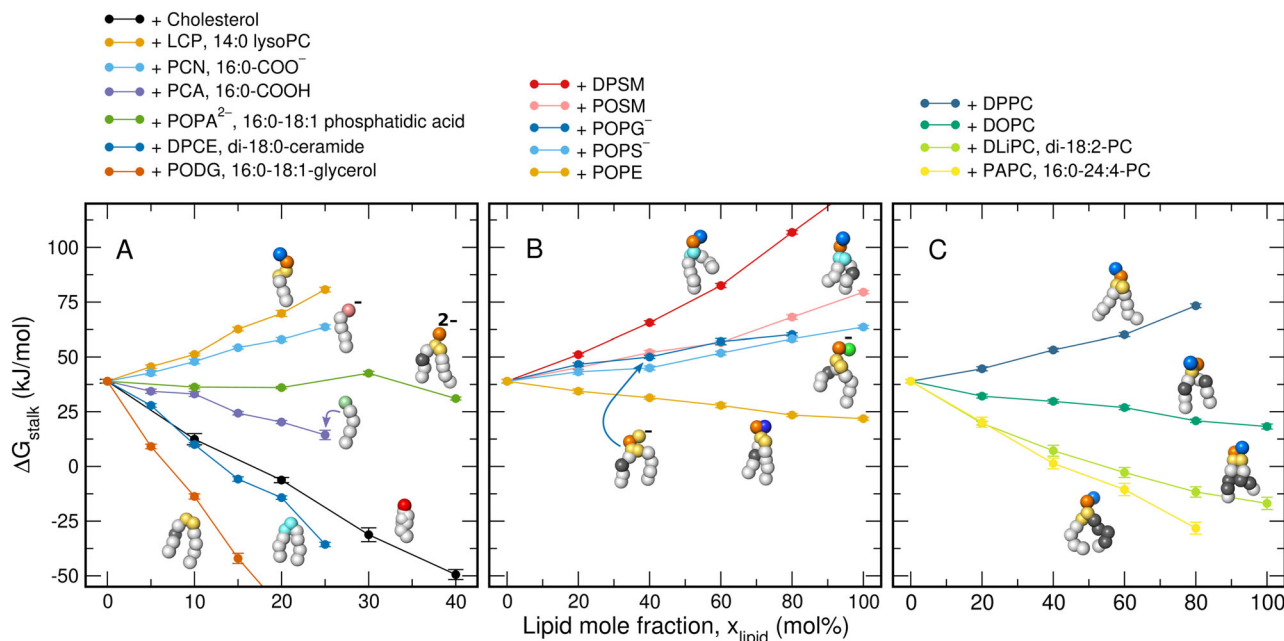 + Cholesterol
+ LCP, 14:0 lysoPC
+ PCN, 16:0-COO⁻
+ PCA, 16:0-COOH
+ POPA²⁻, 16:0-18:1 phosphatidic acid
+ DPCE, di-18:0-ceramide
+ PODG, 16:0-18:1-glycerol
+ DPSM
+ POSM
+ POPG⁻
+ POPS⁻
+ POPE
+ DPPC
+ DOPC
+ DLiPC, di-18:2-PC
+ PAPC, 16:0-24:4-PC
ΔG_stalk (kJ/mol)
100
75
50
25
0
-25
-50
A
−
2−
0 10 20 30 40
B
−
−
0 20 40 60 80 100
C
0 20 40 60 80 100
Lipid mole fraction, x_lipid (mol%)